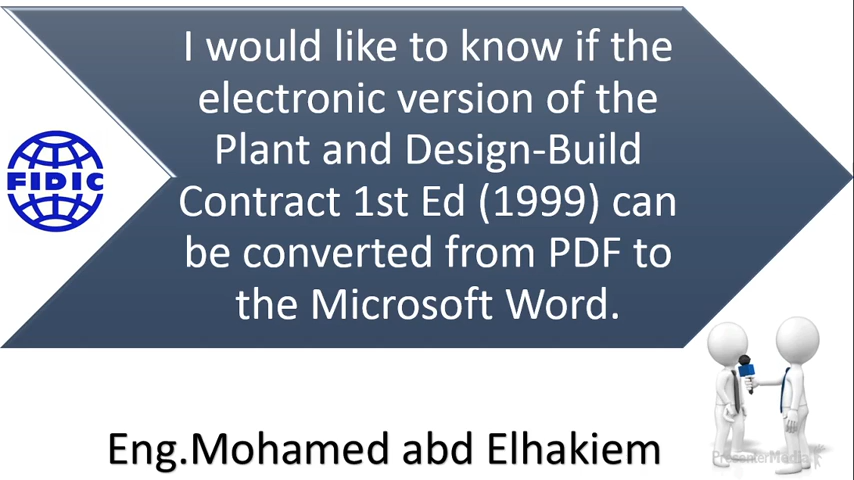 I would like to know if the
electronic version of the
Plant and Design-Build
Contract 1st Ed (1999) can
be converted from PDF to
the Microsoft Word.
FIDIC
Eng.Mohamed abd Elhakiem
PresenterMedia